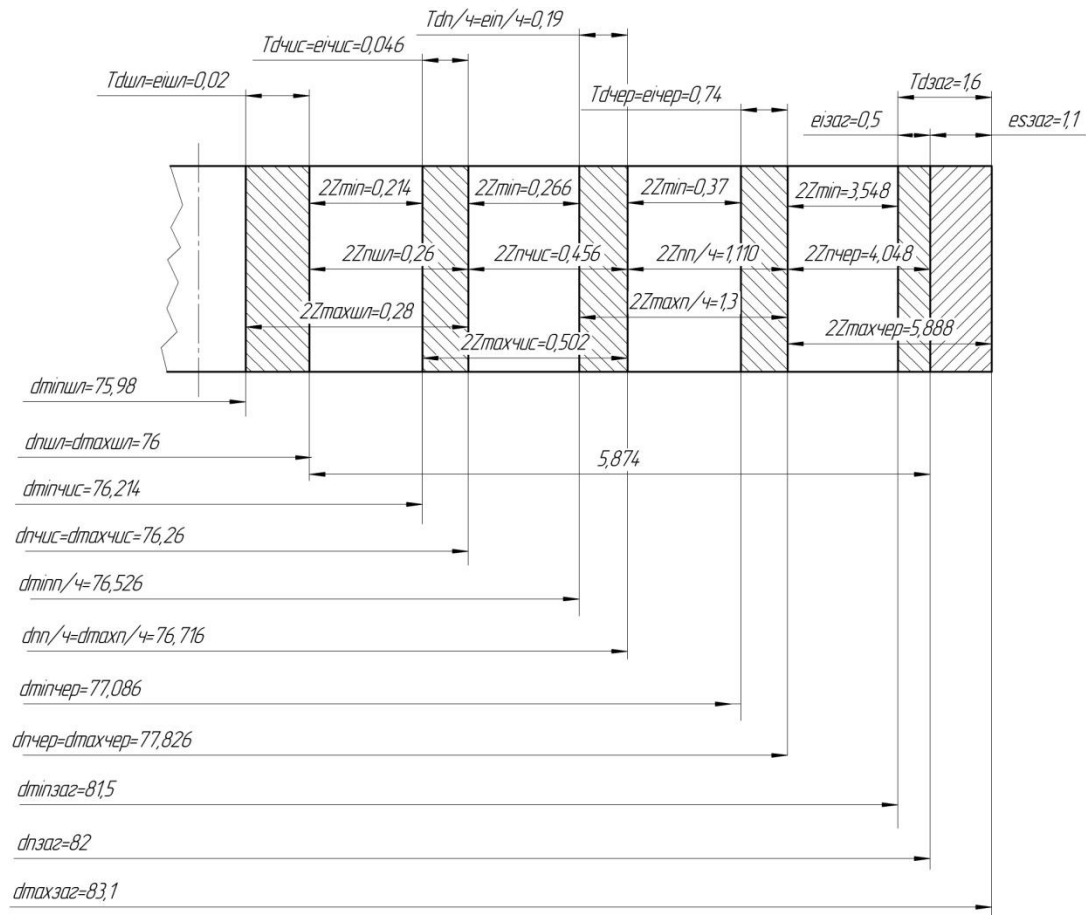 Tdп/ч=eiп/ч=0,19
Tdчис=eiчис=0,046
Tdшл=eiшл=0,02
Tdзаг=1,6
Tdчер=eiчер=0,74
eiзаг=0,5
esзаг=1,1
2Zmin=0,214
2Zmin=0,266
2Zmin=0,37
2Zmin=3,548
2Zпшл=0,26
2Zпчис=0,456
2Zпп/ч=1,110
2Zпчер=4,048
2Zmaxшл=0,28
2Zmaxп/ч=1,3
2Zmaxчис=0,502
2Zmaxчер=5,888
dminшл=75,98
dпшл=dmaxшл=76
5,874
dminчис=76,214
dпчис=dmaxчис=76,26
dminп/ч=76,526
dпп/ч=dmaxп/ч=76,716
dminчер=77,086
dпчер=dmaxчер=77,826
dminзаг=81,5
dпзаг=82
dmaxзаг=83,1